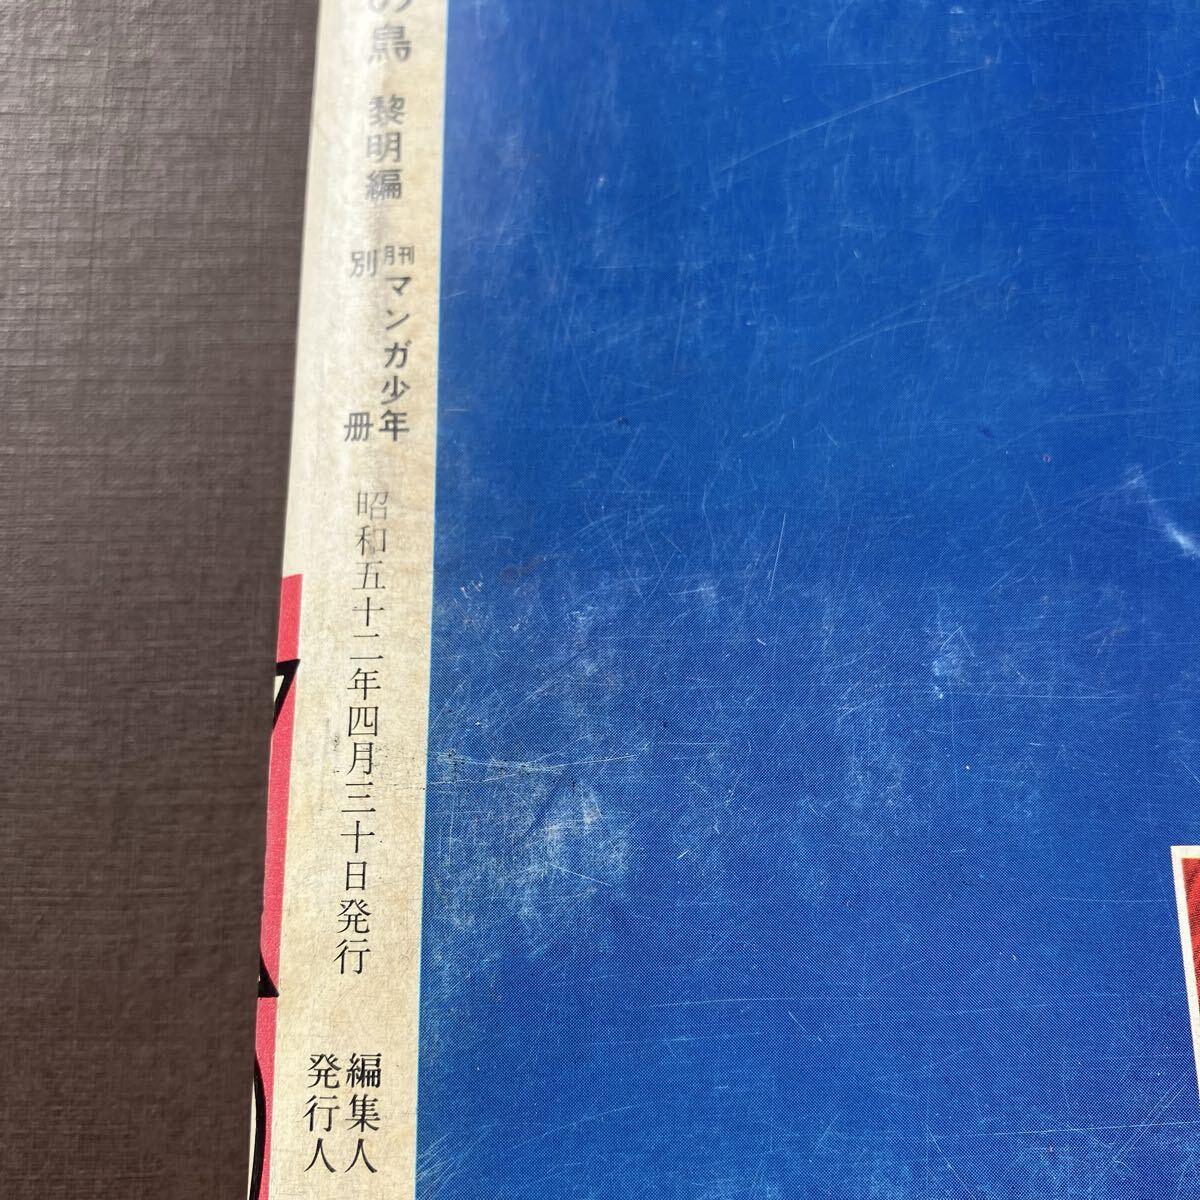 の鳥 黎明編
月刊マンガ少年
別冊
昭和五十二年四月三十日発行
編集人
発行人